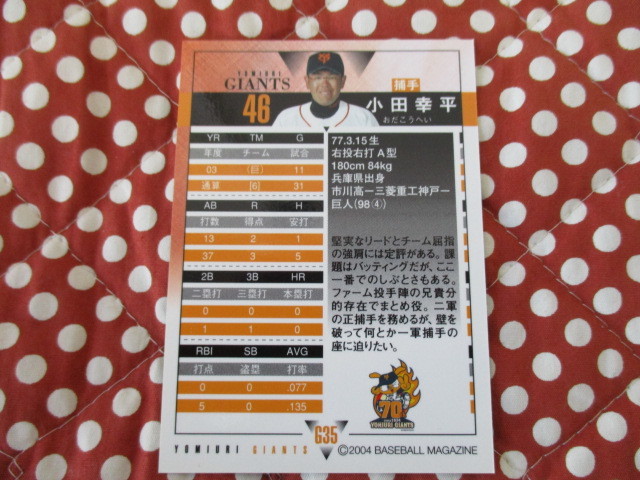 YOMIURI
GIANTS
46
捕手
小田幸平
おだこうへい
YR TM G
年度 チーム 試合
03 (巨) 11
通算 [6] 31
AB R H
打数 得点 安打
13 2 1
37 3 5
2B 3B HR
二塁打 三塁打 本塁打
0 0 0
1 1 0
RBI SB AVG
打点 盗塁 打率
0 0 .077
5 0 .135
77.3.15生
右投右打 A型
180cm 84kg
兵庫県出身
市川高―三菱重工神戸―
巨人(98④)
堅実なリードとチーム屈指
の強肩には定評がある。課
題はバッティングだが、ここ
一番でのしぶとさもある。
ファーム投手陣の兄貴分
的存在でまとめ役。二軍
の正捕手を務めるが、壁を
破って何とか一軍捕手の
座に迫りたい。
70
YOMIURI GIANTS
YOMIURI GIANTS
G35
©2004 BASEBALL MAGAZINE